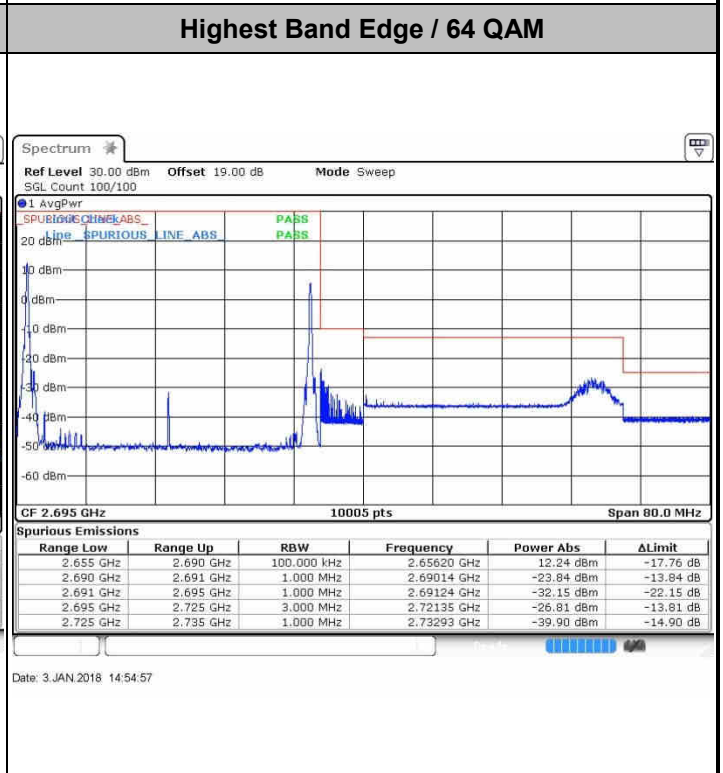 Highest Band Edge / 64 QAM
Spectrum
Ref Level 30.00 dBm Offset 19.00 dB Mode Sweep
SGL Count 100/100
1 AvgPwr
Limit Check PASS
_SPURIOUS_LINE_ABS_
Line _SPURIOUS_LINE_ABS_ PASS
20 dBm
10 dBm
0 dBm
-10 dBm
-20 dBm
-30 dBm
-40 dBm
-50 dBm
-60 dBm
CF 2.695 GHz 10005 pts Span 80.0 MHz
Spurious Emissions
Range Low Range Up RBW Frequency Power Abs ΔLimit
2.655 GHz 2.690 GHz 100.000 kHz 2.65620 GHz 12.24 dBm -17.76 dB
2.690 GHz 2.691 GHz 1.000 MHz 2.69014 GHz -23.84 dBm -13.84 dB
2.691 GHz 2.695 GHz 1.000 MHz 2.69124 GHz -32.15 dBm -22.15 dB
2.695 GHz 2.725 GHz 3.000 MHz 2.72135 GHz -26.81 dBm -13.81 dB
2.725 GHz 2.735 GHz 1.000 MHz 2.73293 GHz -39.90 dBm -14.90 dB
Date: 3.JAN.2018 14:54:57